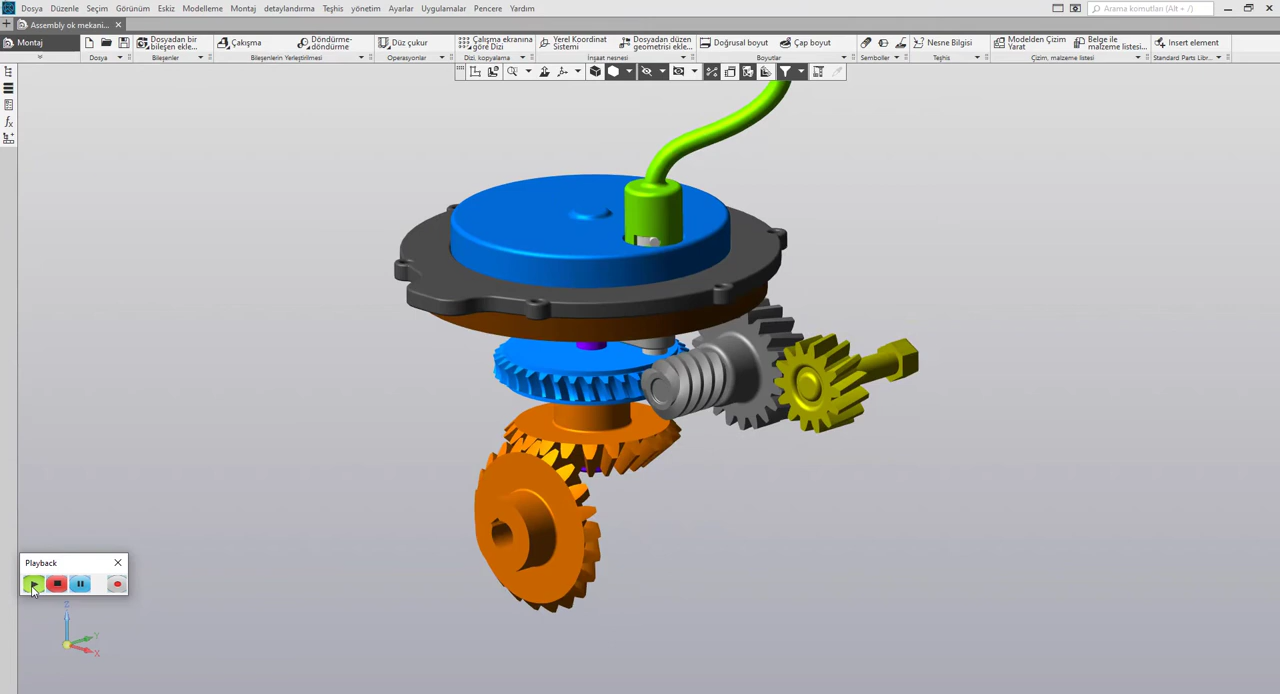 Dosya Düzenle Seçim Görünüm Eskiz Modelleme Montaj detaylandırma Teşhis yönetim Ayarlar Uygulamalar Pencere Yardım
Arama komutları (Alt + /)
Assembly ok mekani...
Montaj
Dosyadan bir bileşen ekle...
Çakışma
Döndürme-döndürme
Düz çukur
Çalışma ekranına göre Dizi
Yerel Koordinat Sistemi
Dosyadan düzen geometrisi ekle...
Doğrusal boyut
Çap boyut
Nesne Bilgisi
Modelden Çizim Yarat
Belge ile malzeme listesi...
Insert element
Dosya
Bileşenler
Bileşenlerin Yerleştirilmesi
Operasyonlar
Dizi, kopyalama
İnşaat nesnesi
Boyutlar
Semboller
Teşhis
Çizim, malzeme listesi
Standard Parts Libr...
Playback
Z
Y
X